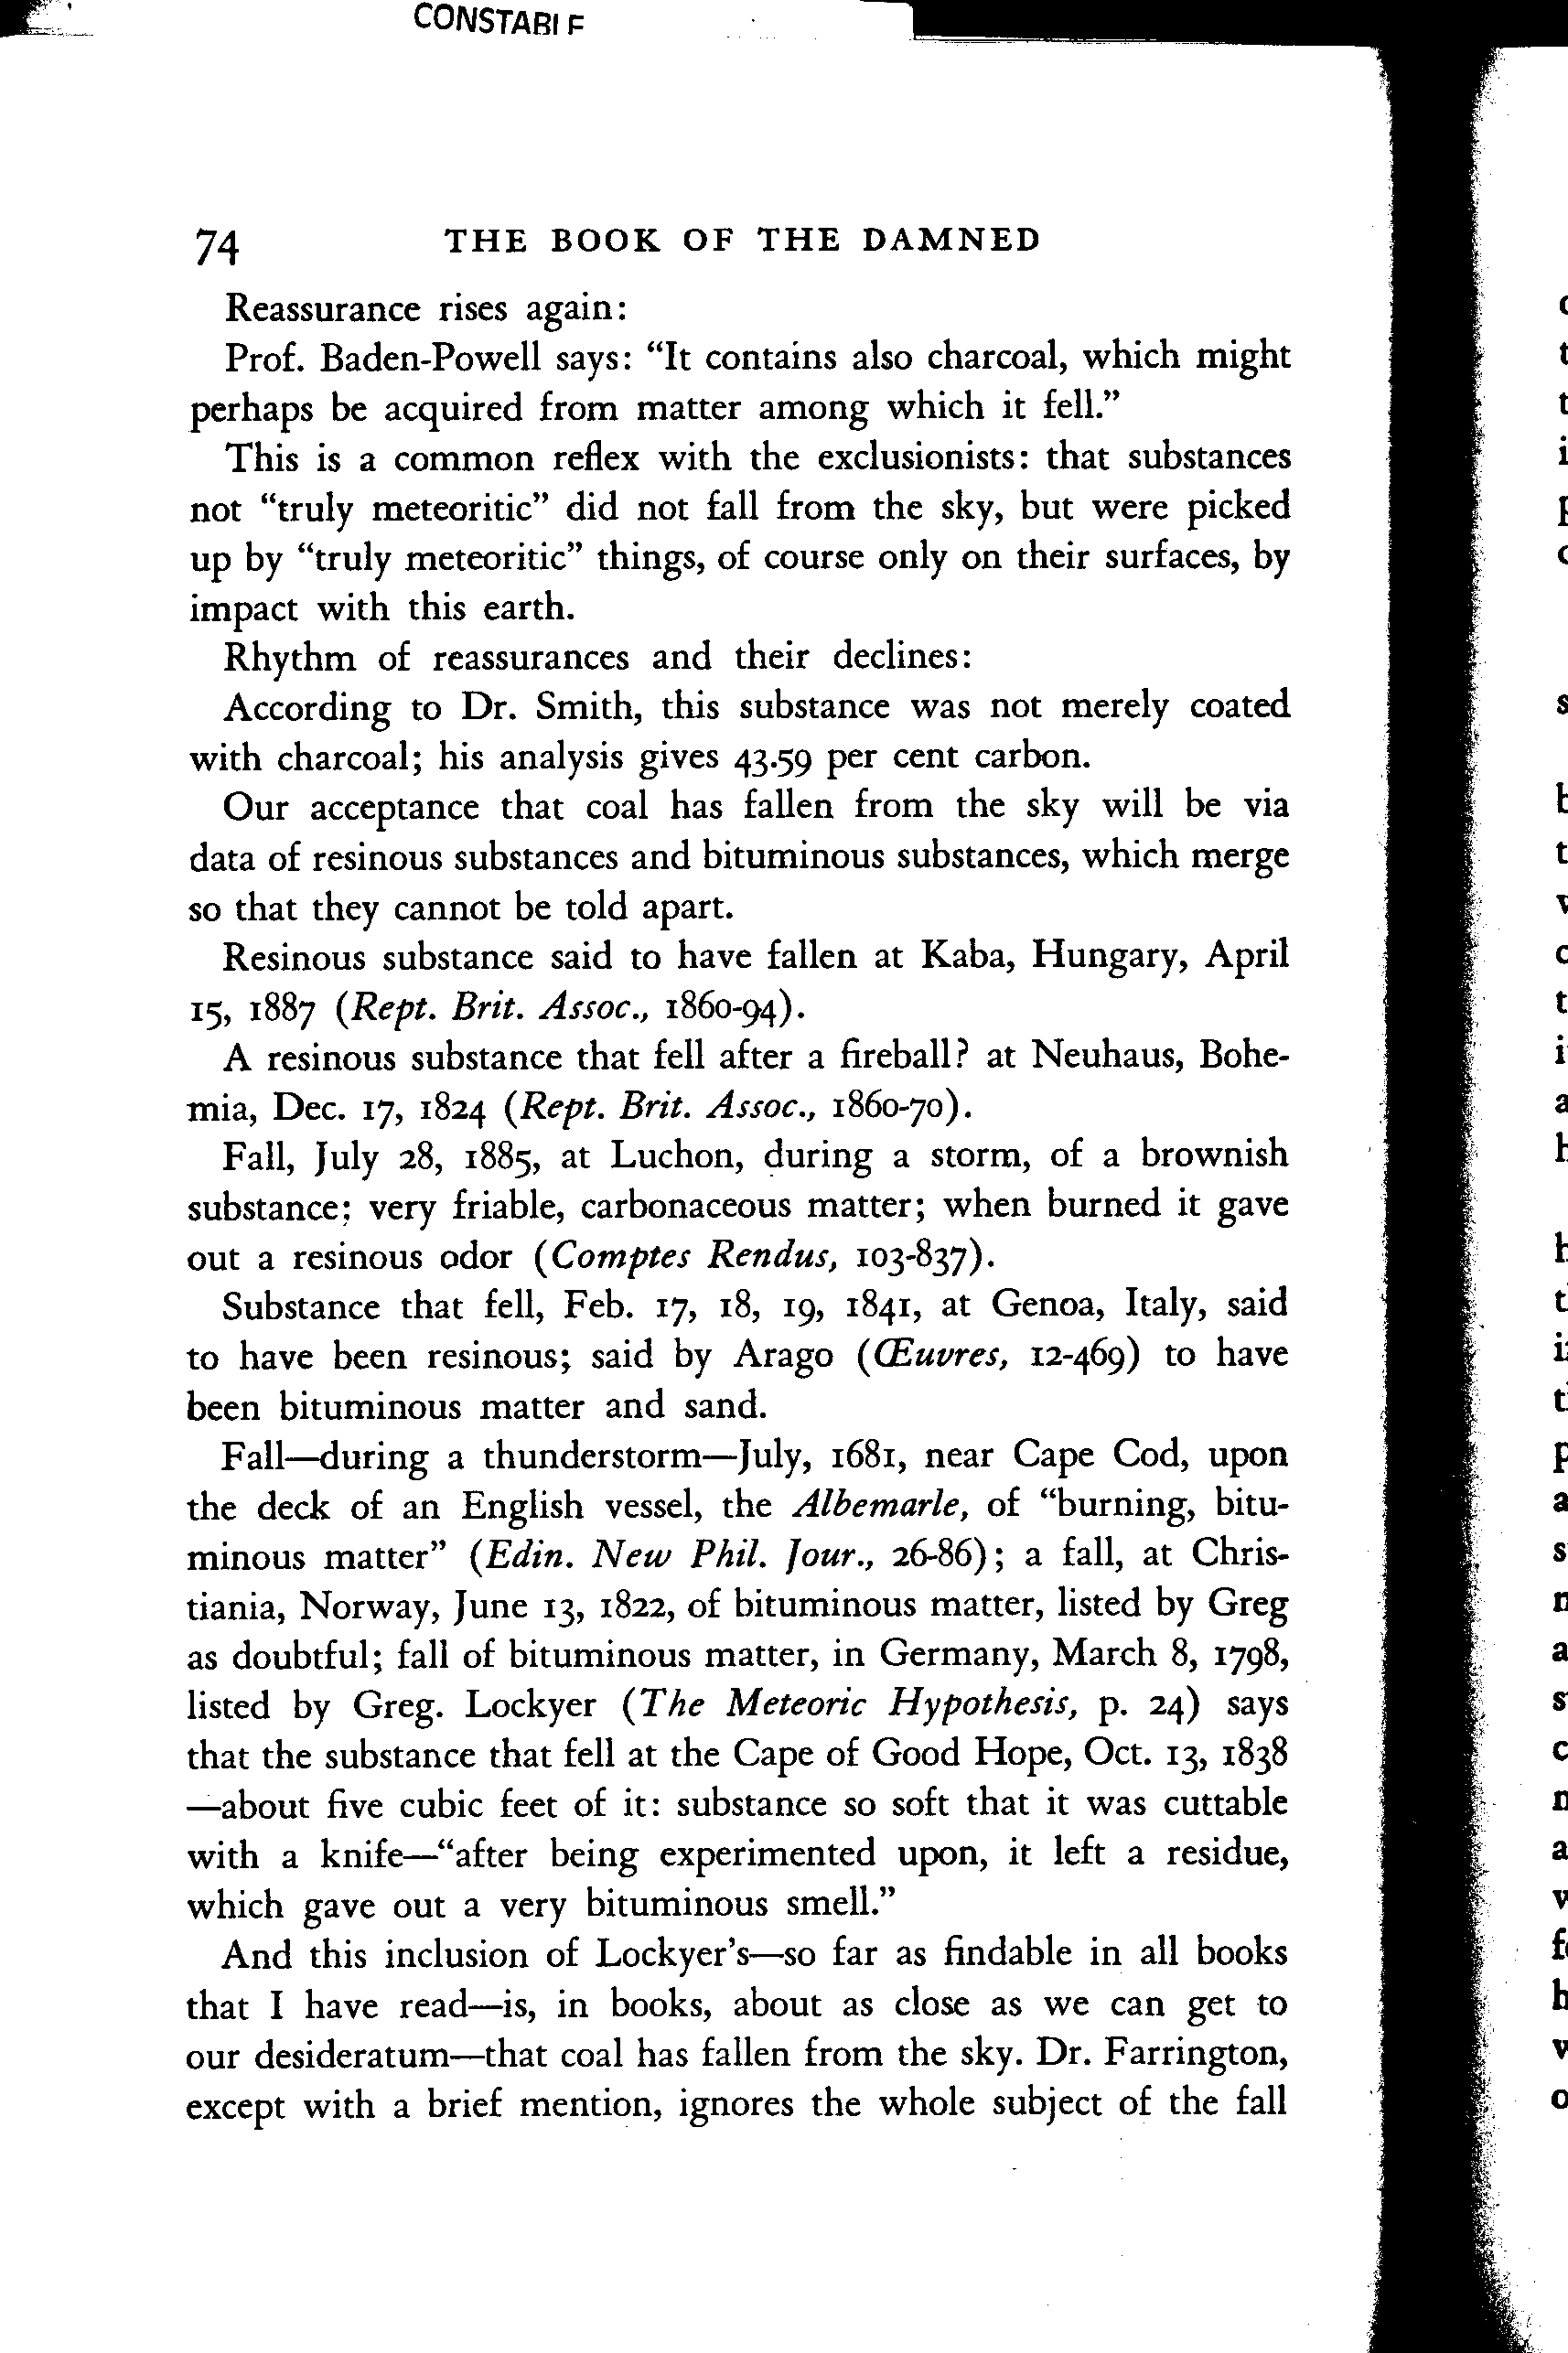 74 THE BOOK OF THE DAMNED
Reassurance rises again:
Prof. Baden-Powell says: “It contains also charcoal, which might
perhaps be acquired from matter among which it fell.”
This is a common reflex with the exclusionists: that substances
not “truly meteoritic” did not fall from the sky, but were picked
up by “truly meteoritic” things, of course only on their surfaces, by
impact with this earth.
Rhythm of reassurances and their declines:
According to Dr. Smith, this substance was not merely coated
with charcoal; his analysis gives 43.59 per cent carbon.
Our acceptance that coal has fallen from the sky will be via
data of resinous substances and bituminous substances, which merge
so that they cannot be told apart.
Resinous substance said to have fallen at Kaba, Hungary, April
15, 1887 (Rept. Brit. Assoc., 1860-94).
A resinous substance that fell after a fireball? at Neuhaus, Bohe-
mia, Dec. 17, 1824 (Rept. Brit. Assoc., 1860-70).
Fall, July 28, 1885, at Luchon, during a storm, of a brownish
substance; very friable, carbonaceous matter; when burned it gave
out a resinous odor (Comptes Rendus, 103-837).
Substance that fell, Feb. 17, 18, 19, 1841, at Genoa, Italy, said
to have been resinous; said by Arago (Œuvres, 12-469) to have
been bituminous matter and sand.
Fall—during a thunderstorm—July, 1681, near Cape Cod, upon
the deck of an English vessel, the Albemarle, of “burning, bitu-
minous matter” (Edin. New Phil. Jour., 26-86); a fall, at Chris-
tiania, Norway, June 13, 1822, of bituminous matter, listed by Greg
as doubtful; fall of bituminous matter, in Germany, March 8, 1798,
listed by Greg. Lockyer (The Meteoric Hypothesis, p. 24) says
that the substance that fell at the Cape of Good Hope, Oct. 13, 1838
—about five cubic feet of it: substance so soft that it was cuttable
with a knife—“after being experimented upon, it left a residue,
which gave out a very bituminous smell.”
And this inclusion of Lockyer’s—so far as findable in all books
that I have read—is, in books, about as close as we can get to
our desideratum—that coal has fallen from the sky. Dr. Farrington,
except with a brief mention, ignores the whole subject of the fall